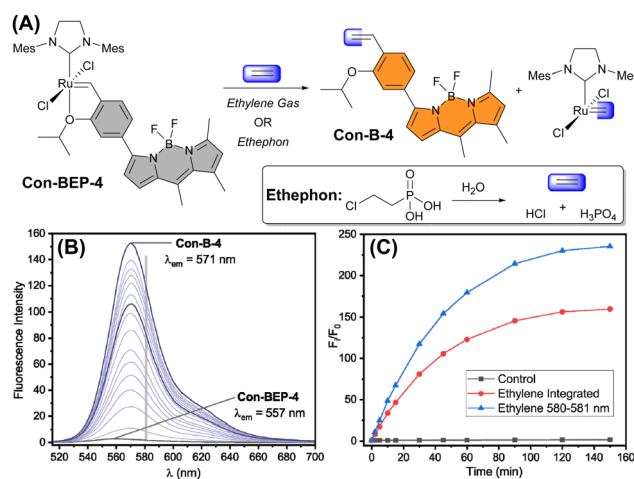 (A)
Mes
N
N
Mes
Cl
Ru
Cl
O
F
F
B
N
N
Con-BEP-4
Ethylene Gas
OR
Ethephon
O
F
F
B
N
N
Con-B-4
+
Mes
N
N
Me
Cl
Ru
Cl
Ethephon:
Cl
O
P
OH
OH
H2O
HCl + H3PO4
(B)
Con-B-4
λem = 571 nm
Con-BEP-4
λem = 557 nm
Fluorescence Intensity
160
140
120
100
80
60
40
20
0
520 540 560 580 600 620 640 660 680 700
λ (nm)
(C)
FI/F0
250
200
150
100
50
0
Control
Ethylene Integrated
Ethylene 580-581 nm
0 20 40 60 80 100 120 140 160
Time (min)